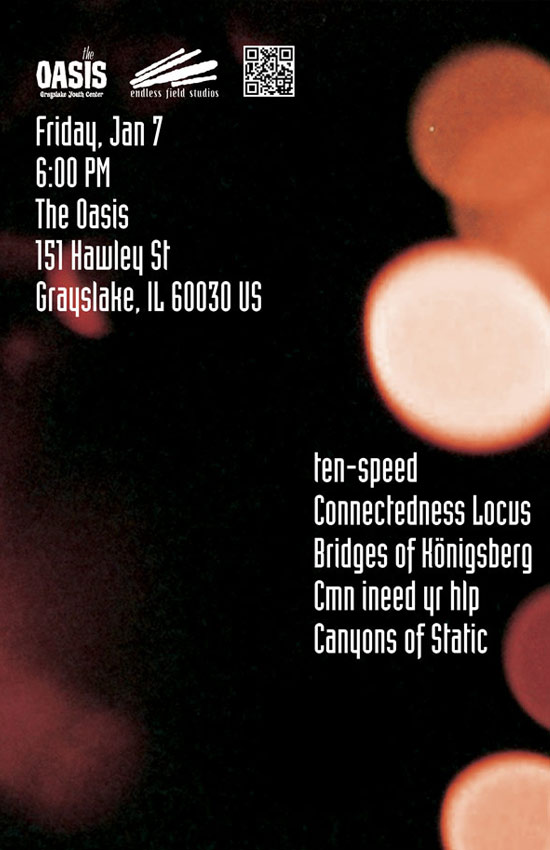 the
OASIS
Grayslake Youth Center
endless field studios
Friday, Jan 7
6:00 PM
The Oasis
151 Hawley St
Grayslake, IL 60030 US
ten-speed
Connectedness Locus
Bridges of Königsberg
Cmn ineed yr hlp
Canyons of Static